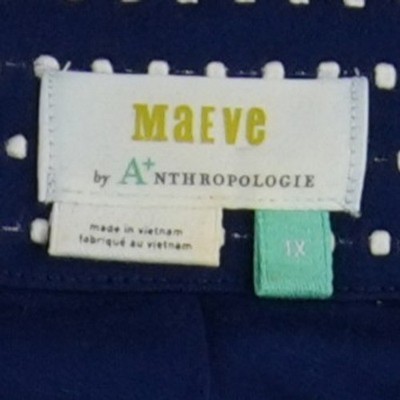 MaEVe
by A+NTHROPOLOGIE
made in vietnam
fabriqué au vietnam
1X